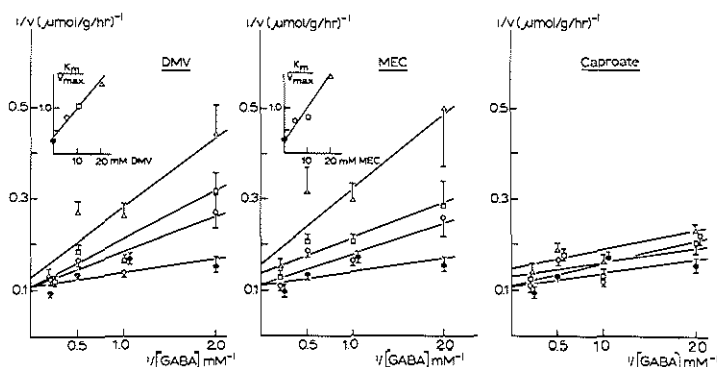 1/v (μmol/g/hr)⁻¹
DMV
Km
Vmax
1.0
10
20 mM DMV
0.5
0.3
0.1
0.5
1.0
2.0
1/[GABA] mM⁻¹
1/v (μmol/g/hr)⁻¹
MEC
Km
Vmax
1.0
10
20 mM MEC
0.5
0.3
0.1
0.5
1.0
2.0
1/[GABA] mM⁻¹
1/v (μmol/g/hr)⁻¹
Caproate
0.5
0.3
0.1
0.5
1.0
2.0
1/[GABA] mM⁻¹